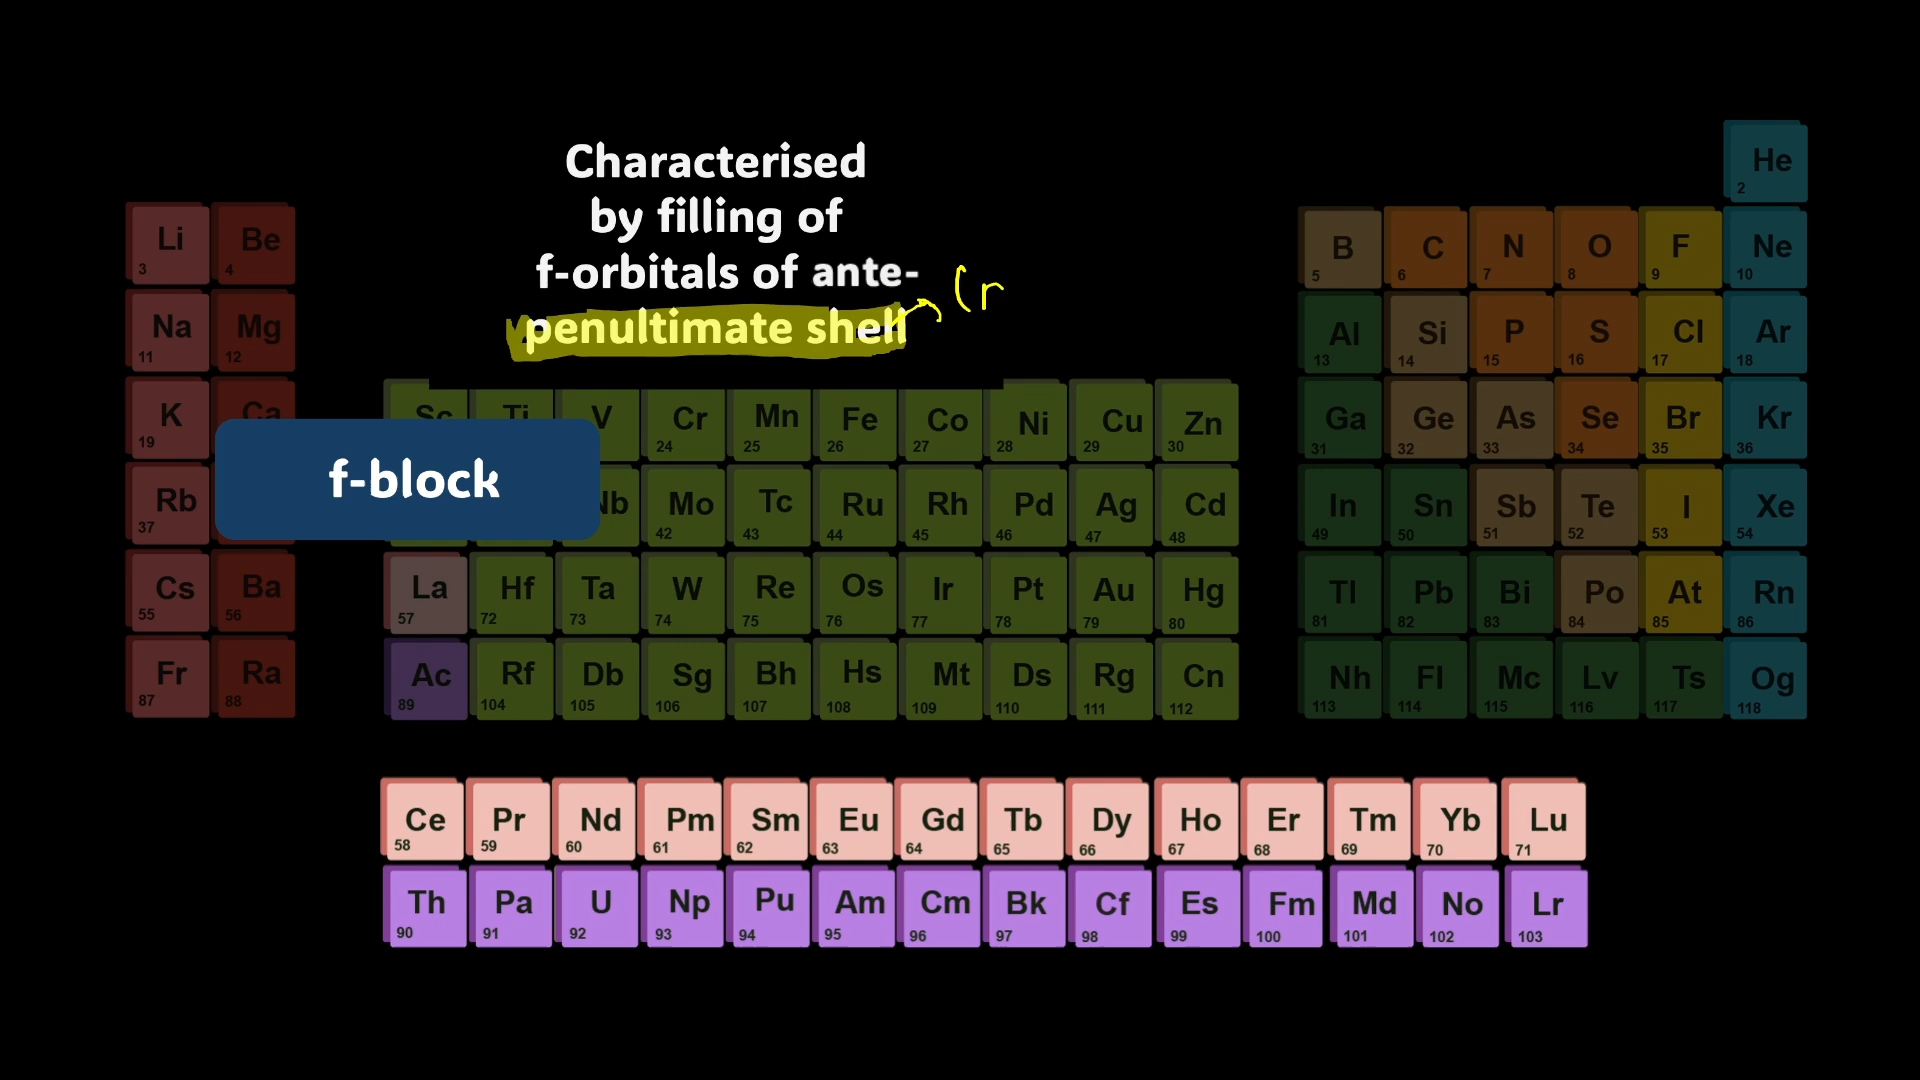 Characterised
by filling of
f-orbitals of ante-
penultimate shell
(r
He
2
Li Be
3 4
B C N O F Ne
5 6 7 8 9 10
Na Mg
11 12
Al Si P S Cl Ar
13 14 15 16 17 18
K Ca Sc Ti V Cr Mn Fe Co Ni Cu Zn Ga Ge As Se Br Kr
19 24 25 26 27 28 29 30 31 32 33 34 35 36
f-block
Rb Nb Mo Tc Ru Rh Pd Ag Cd In Sn Sb Te I Xe
37 42 43 44 45 46 47 48 49 50 51 52 53 54
Cs Ba La Hf Ta W Re Os Ir Pt Au Hg Tl Pb Bi Po At Rn
55 56 57 72 73 74 75 76 77 78 79 80 81 82 83 84 85 86
Fr Ra Ac Rf Db Sg Bh Hs Mt Ds Rg Cn Nh Fl Mc Lv Ts Og
87 88 89 104 105 106 107 108 109 110 111 112 113 114 115 116 117 118
Ce Pr Nd Pm Sm Eu Gd Tb Dy Ho Er Tm Yb Lu
58 59 60 61 62 63 64 65 66 67 68 69 70 71
Th Pa U Np Pu Am Cm Bk Cf Es Fm Md No Lr
90 91 92 93 94 95 96 97 98 99 100 101 102 103